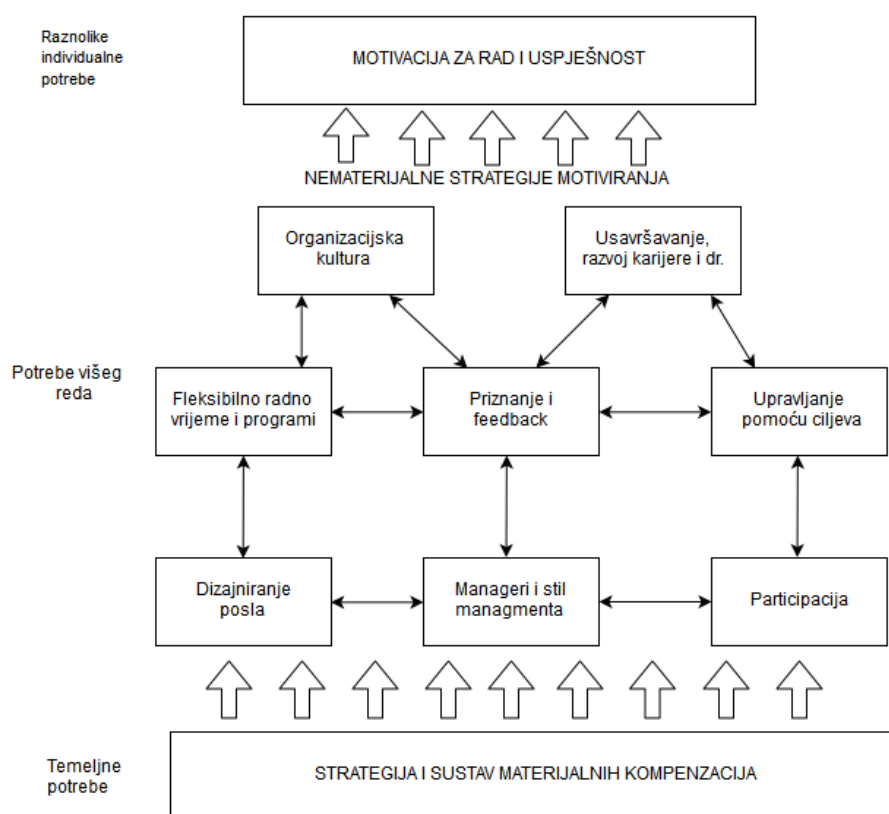 Raznolike
individualne
potrebe
MOTIVACIJA ZA RAD I USPJEŠNOST
NEMATERIJALNE STRATEGIJE MOTIVIRANJA
Organizacijska
kultura
Usavršavanje,
razvoj karijere i dr.
Potrebe višeg
reda
Fleksibilno radno
vrijeme i programi
Priznanje i
feedback
Upravljanje
pomoću ciljeva
Dizajniranje
posla
Manageri i stil
managmenta
Participacija
Temeljne
potrebe
STRATEGIJA I SUSTAV MATERIJALNIH KOMPENZACIJA